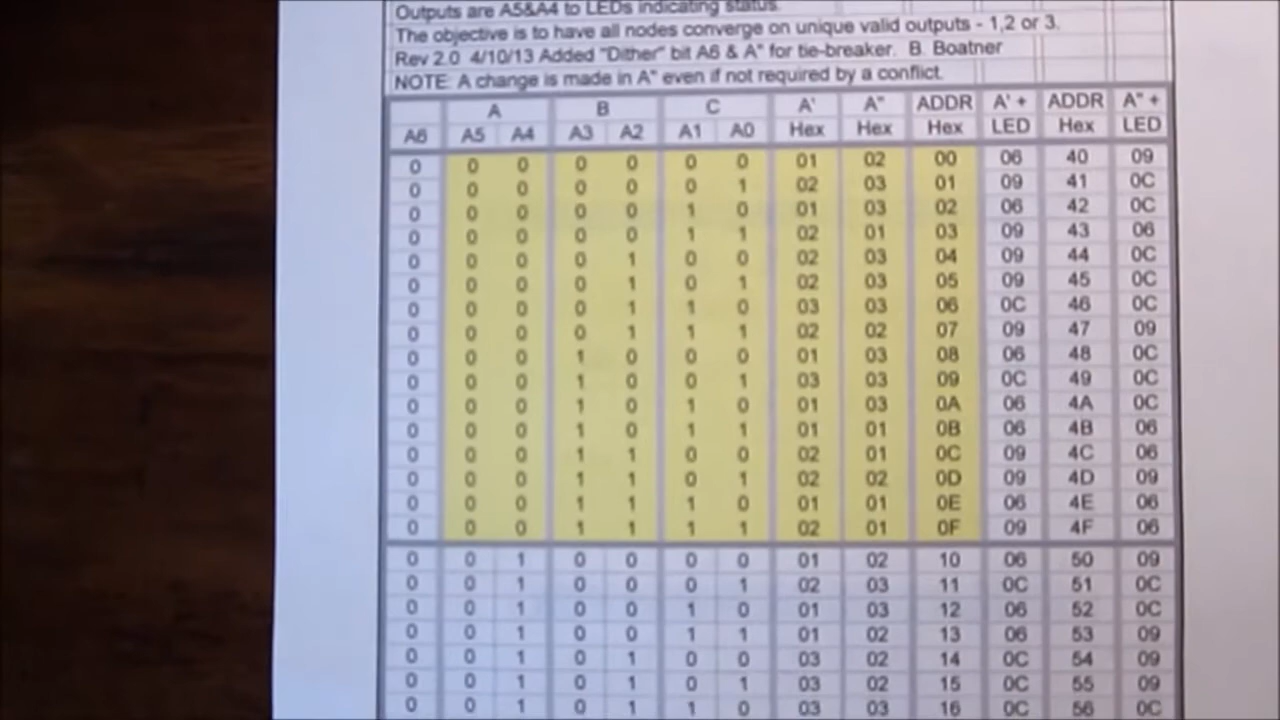 Outputs are A5&A4 to LEDs indicating status.
The objective is to have all nodes converge on unique valid outputs - 1,2 or 3.
Rev 2.0 4/10/13 Added "Dither" bit A6 & A" for tie-breaker. B. Boatner
NOTE: A change is made in A" even if not required by a conflict.
A B C A' A" ADDR A' + ADDR A" +
A6 A5 A4 A3 A2 A1 A0 Hex Hex Hex LED Hex LED
0 0 0 0 0 0 0 01 02 00 06 40 09
0 0 0 0 0 0 1 02 03 01 09 41 0C
0 0 0 0 0 1 0 01 03 02 06 42 0C
0 0 0 0 0 1 1 02 01 03 09 43 06
0 0 0 0 1 0 0 02 03 04 09 44 0C
0 0 0 0 1 0 1 02 03 05 09 45 0C
0 0 0 0 1 1 0 03 03 06 0C 46 0C
0 0 0 0 1 1 1 02 02 07 09 47 09
0 0 0 1 0 0 0 01 03 08 06 48 0C
0 0 0 1 0 0 1 03 03 09 0C 49 0C
0 0 0 1 0 1 0 01 03 0A 06 4A 0C
0 0 0 1 0 1 1 01 01 0B 06 4B 06
0 0 0 1 1 0 0 02 01 0C 09 4C 06
0 0 0 1 1 0 1 02 02 0D 09 4D 09
0 0 0 1 1 1 0 01 01 0E 06 4E 06
0 0 0 1 1 1 1 02 01 0F 09 4F 06
0 0 1 0 0 0 0 01 02 10 06 50 09
0 0 1 0 0 0 1 02 03 11 0C 51 0C
0 0 1 0 0 1 0 01 03 12 06 52 0C
0 0 1 0 0 1 1 01 02 13 06 53 09
0 0 1 0 1 0 0 03 02 14 0C 54 09
0 0 1 0 1 0 1 03 02 15 0C 55 09
0 0 1 0 1 1 0 03 03 16 0C 56 0C